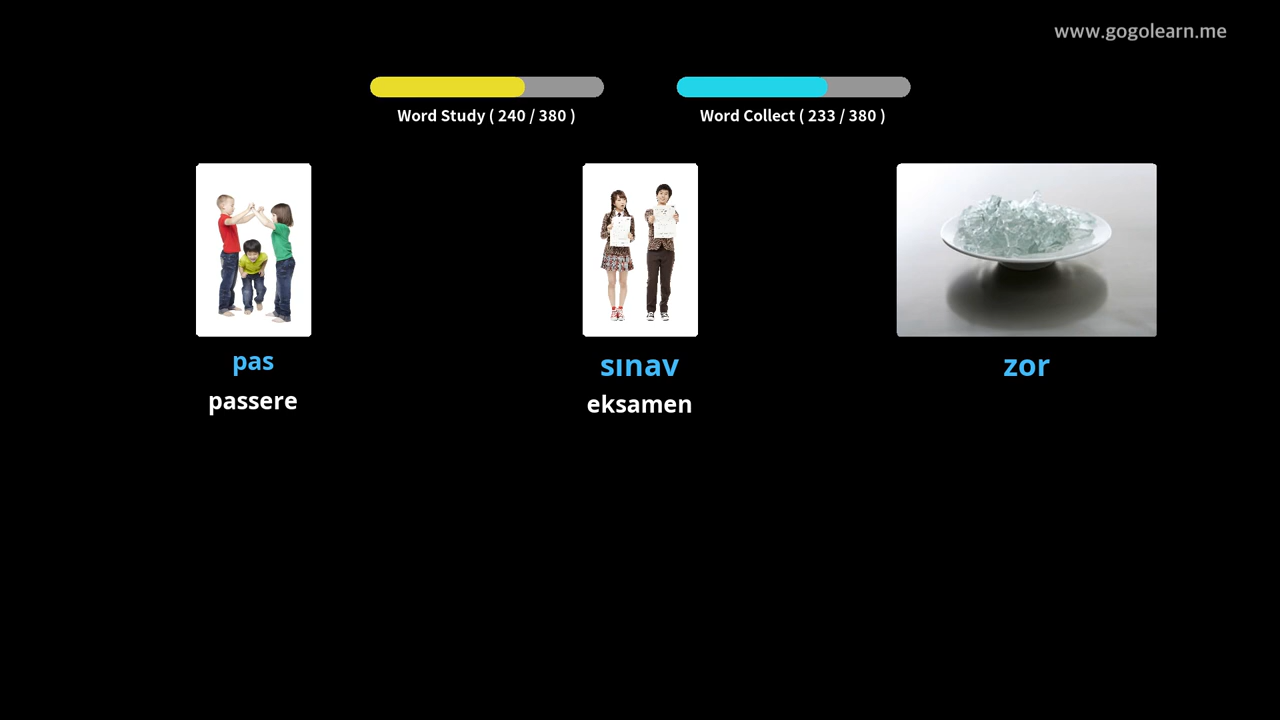 www.gogolearn.me
Word Study ( 240 / 380 )
Word Collect ( 233 / 380 )
pas
passere
sınav
eksamen
zor